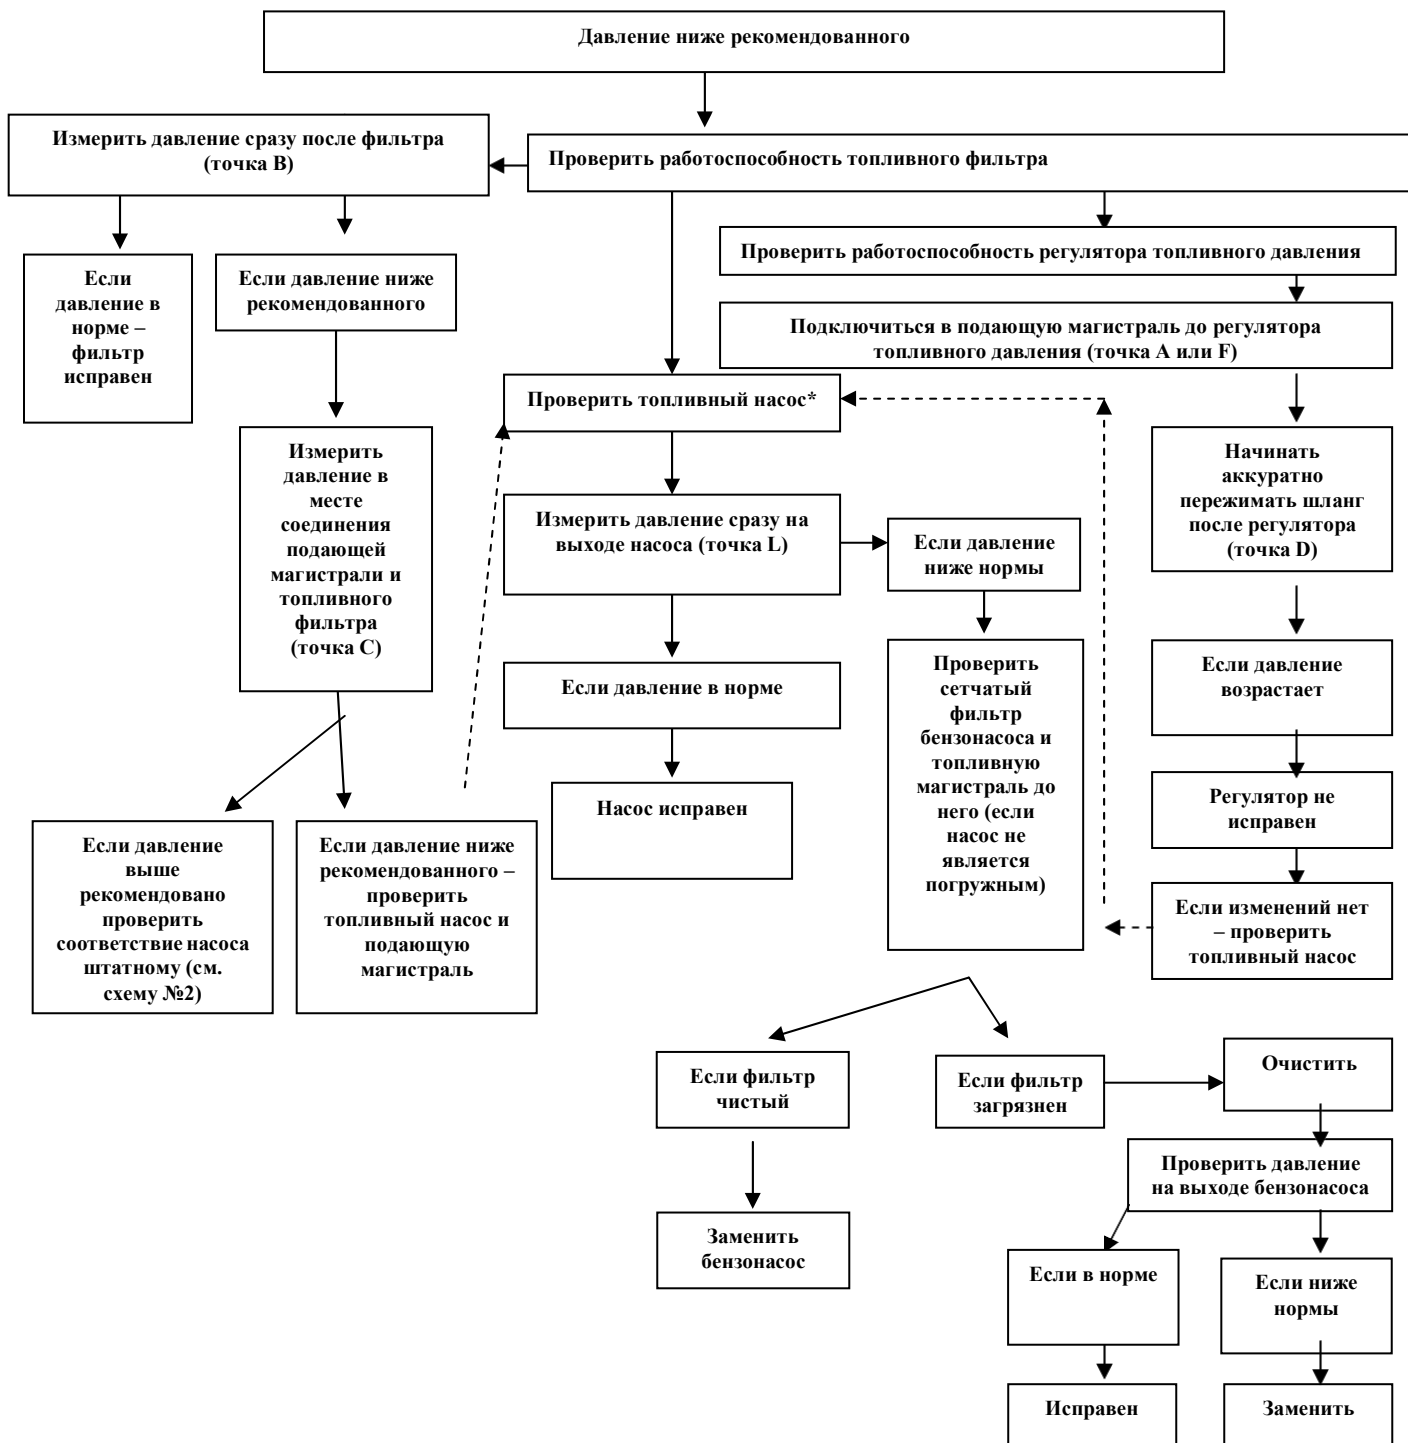 Давление ниже рекомендованного
Измерить давление сразу после фильтра
(точка В)
Проверить работоспособность топливного фильтра
Если
давление в
норме –
фильтр
исправен
Если давление ниже
рекомендованного
Проверить работоспособность регулятора топливного давления
Подключиться в подающую магистраль до регулятора
топливного давления (точка А или F)
Проверить топливный насос*
Измерить
давление в
месте
соединения
подающей
магистрали и
топливного
фильтра
(точка С)
Начинать
аккуратно
пережимать шланг
после регулятора
(точка D)
Измерить давление сразу на
выходе насоса (точка L)
Если давление
ниже нормы
Проверить
сетчатый
фильтр
бензонасоса и
топливную
магистраль до
него (если
насос не
является
погружным)
Если давление
возрастает
Если давление в норме
Насос исправен
Регулятор не
исправен
Если давление
выше
рекомендовано
проверить
соответствие насоса
штатному (см.
схему №2)
Если давление ниже
рекомендованного –
проверить
топливный насос и
подающую
магистраль
Если изменений нет
– проверить
топливный насос
Если фильтр
чистый
Если фильтр
загрязнен
Очистить
Проверить давление
на выходе бензонасоса
Заменить
бензонасос
Если в норме
Если ниже
нормы
Исправен
Заменить